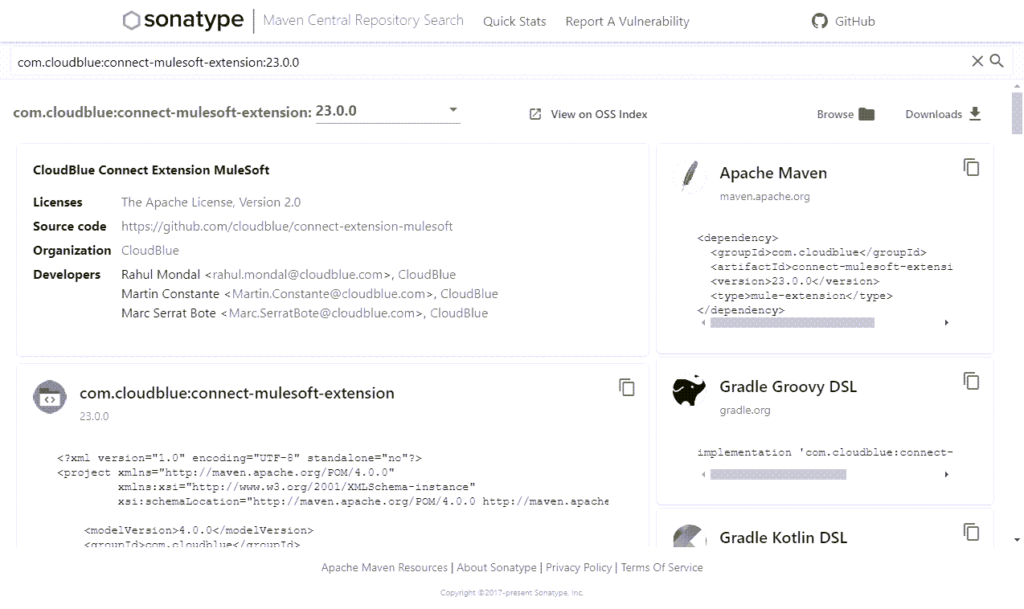 sonatype
Maven Central Repository Search
Quick Stats
Report A Vulnerability
GitHub
com.cloudblue:connect-mulesoft-extension:23.0.0
com.cloudblue:connect-mulesoft-extension: 23.0.0
View on OSS Index
Browse
Downloads
CloudBlue Connect Extension MuleSoft
Licenses The Apache License, Version 2.0
Source code https://github.com/cloudblue/connect-extension-mulesoft
Organization CloudBlue
Developers Rahul Mondal <rahul.mondal@cloudblue.com>, CloudBlue
Martin Constante <Martin.Constante@cloudblue.com>, CloudBlue
Marc Serrat Bote <Marc.SerratBote@cloudblue.com>, CloudBlue
Apache Maven
maven.apache.org
<dependency>
<groupId>com.cloudblue</groupId>
<artifactId>connect-mulesoft-extensi
<version>23.0.0</version>
<type>mule-extension</type>
</dependency>
com.cloudblue:connect-mulesoft-extension
23.0.0
<?xml version="1.0" encoding="UTF-8" standalone="no"?>
<project xmlns="http://maven.apache.org/POM/4.0.0"
xmlns:xsi="http://www.w3.org/2001/XMLSchema-instance"
xsi:schemaLocation="http://maven.apache.org/POM/4.0.0 http://maven.apache
<modelVersion>4.0.0</modelVersion>
<groupId>com.cloudblue</groupId>
Gradle Groovy DSL
gradle.org
implementation 'com.cloudblue:connect-
Gradle Kotlin DSL
Apache Maven Resources | About Sonatype | Privacy Policy | Terms Of Service
Copyright ©2017-present Sonatype, Inc.